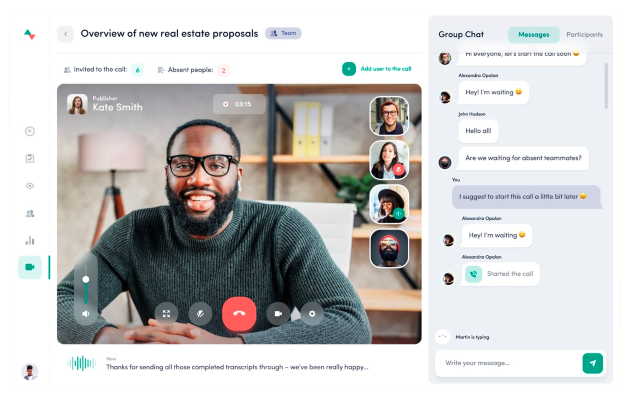 Overview of new real estate proposals
Team
Invited to the call: 6
Absent people: 2
Add user to the call
Publisher
Kate Smith
03:15
Now
Thanks for sending all those completed transcripts through – we've been really happy...
Group Chat
Messages
Participants
Hi everyone, let's start the call soon 😄
Alexandra Opalon
Hey! I'm waiting 😄
John Hudson
Hello all!
Are we waiting for absent teammates?
You
I suggest to start this call a little bit later 😄
Alexandra Opalon
Hey! I'm waiting 😄
Alexandra Opalon
Started the call
Martin is typing
Write your message...